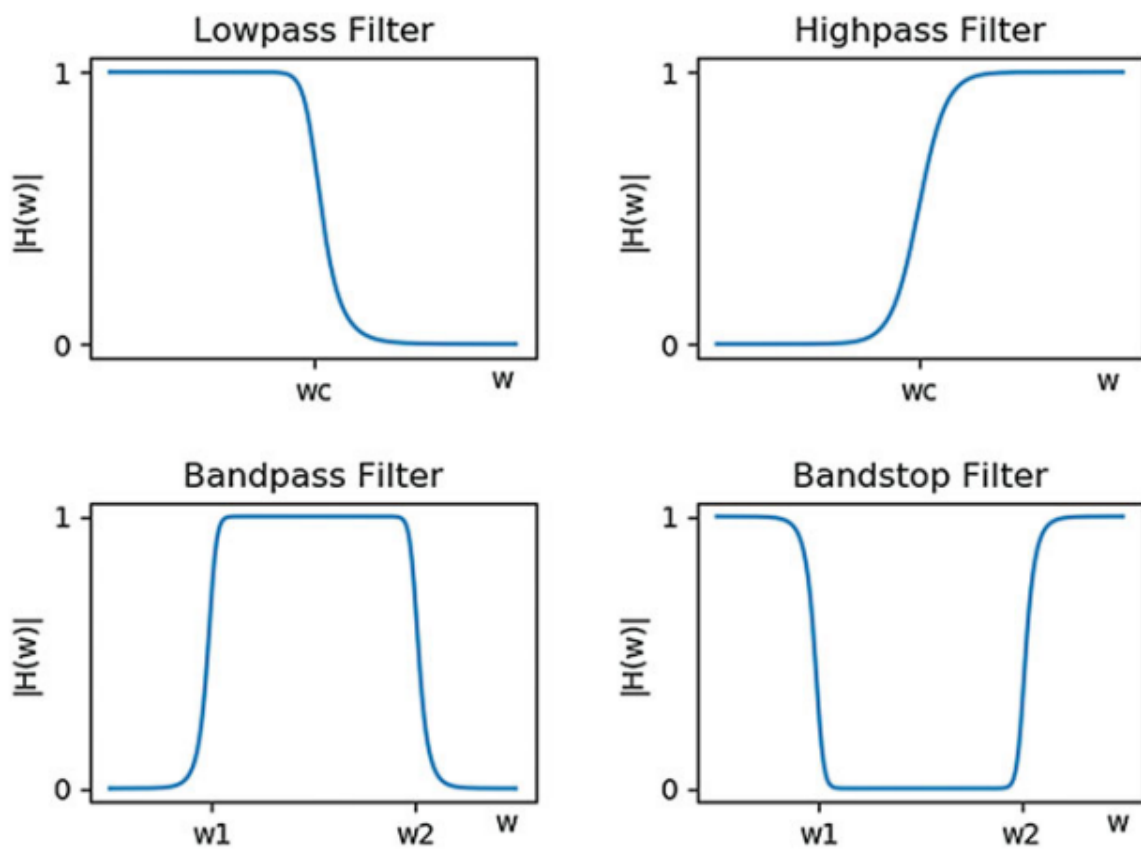 Lowpass Filter
1
|H(w)|
0
wc
w
Highpass Filter
1
|H(w)|
0
wc
w
Bandpass Filter
1
|H(w)|
0
w1
w2
w
Bandstop Filter
1
|H(w)|
0
w1
w2
w